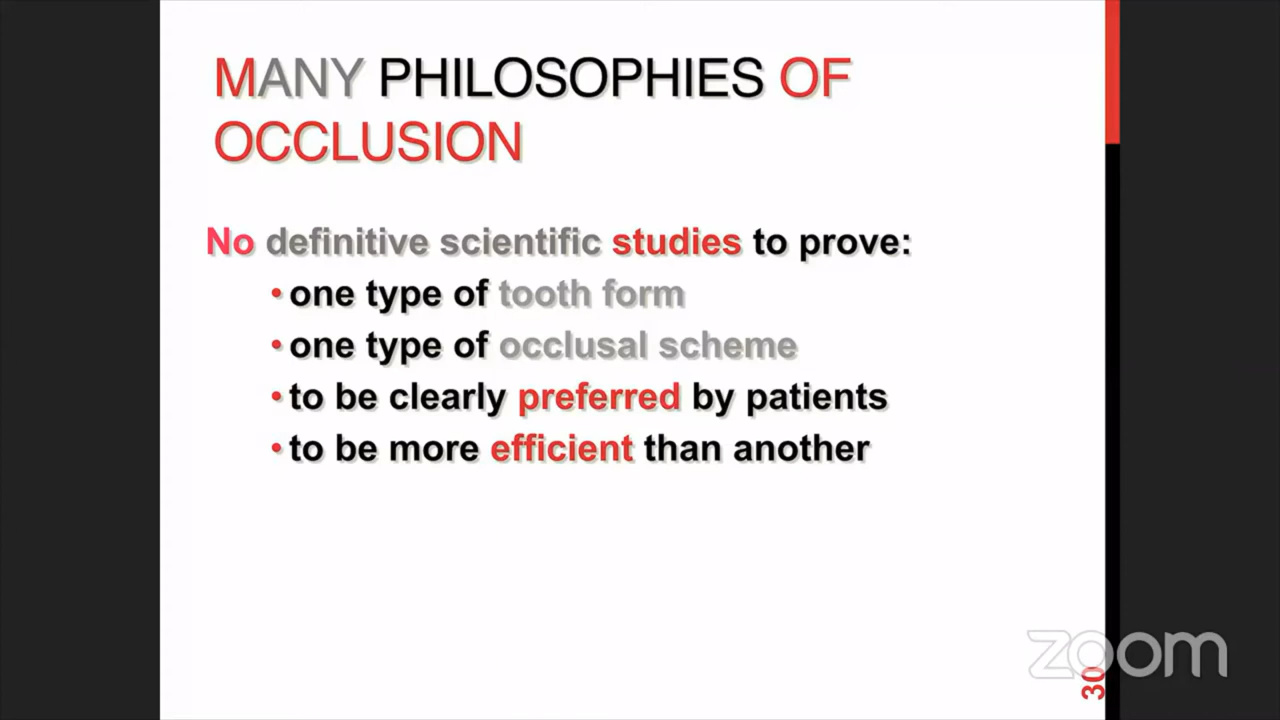 MANY PHILOSOPHIES OF
OCCLUSION
No definitive scientific studies to prove:
•one type of tooth form
•one type of occlusal scheme
•to be clearly preferred by patients
•to be more efficient than another
zoom
30